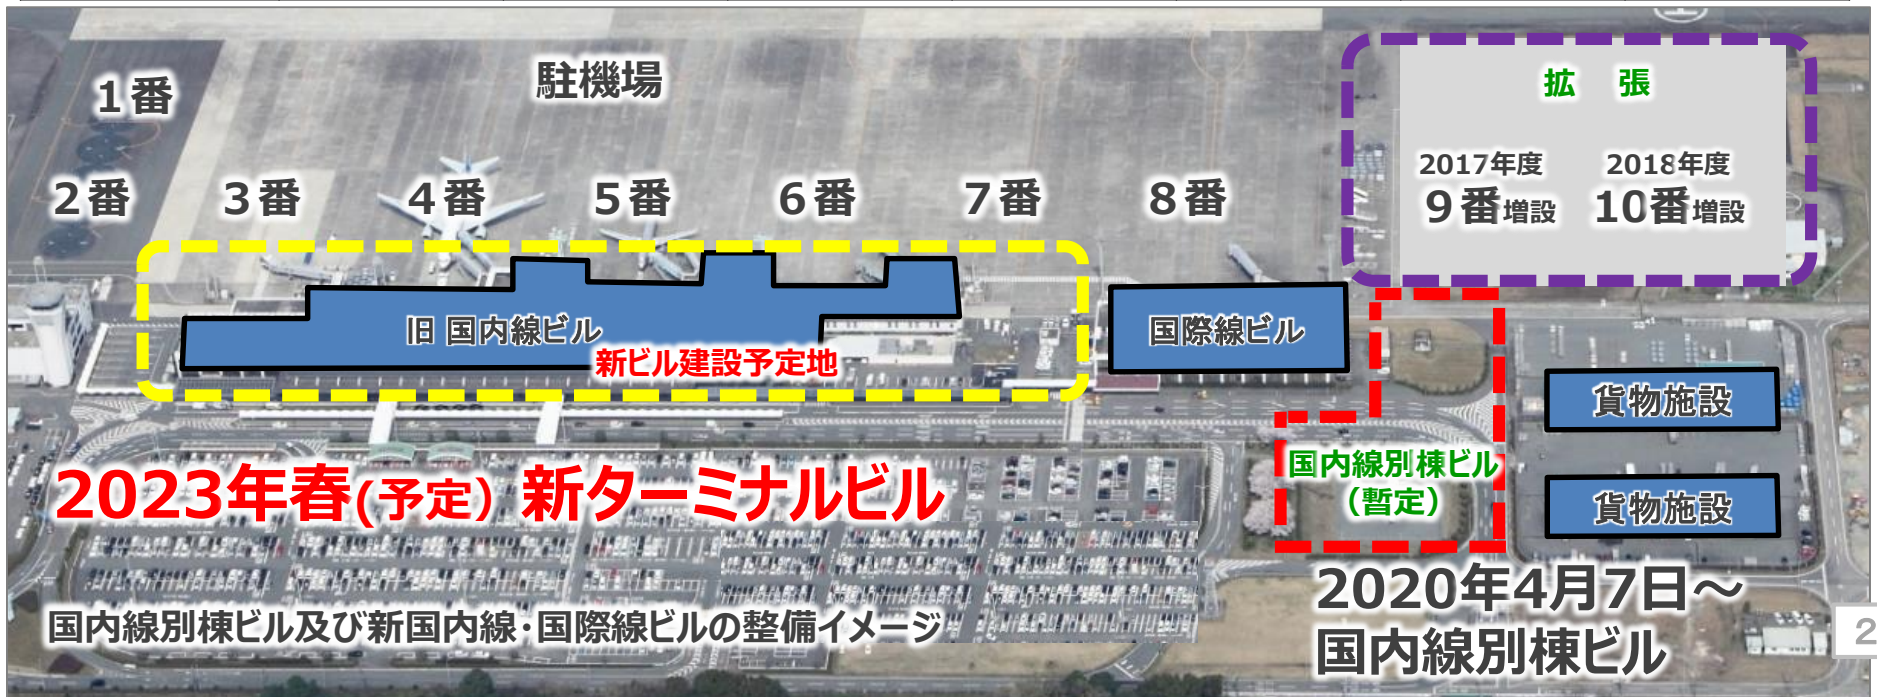 駐機場
拡 張
1番
2017年度
2018年度
9番増設
10番増設
2番
3番
4番
5番
6番
7番
8番
旧 国内線ビル
国際線ビル
新ビル建設予定地
貨物施設
国内線別棟ビル
(暫定)
2023年春(予定) 新ターミナルビル
貨物施設
2020年4月7日～
国内線別棟ビル
国内線別棟ビル及び新国内線・国際線ビルの整備イメージ
2